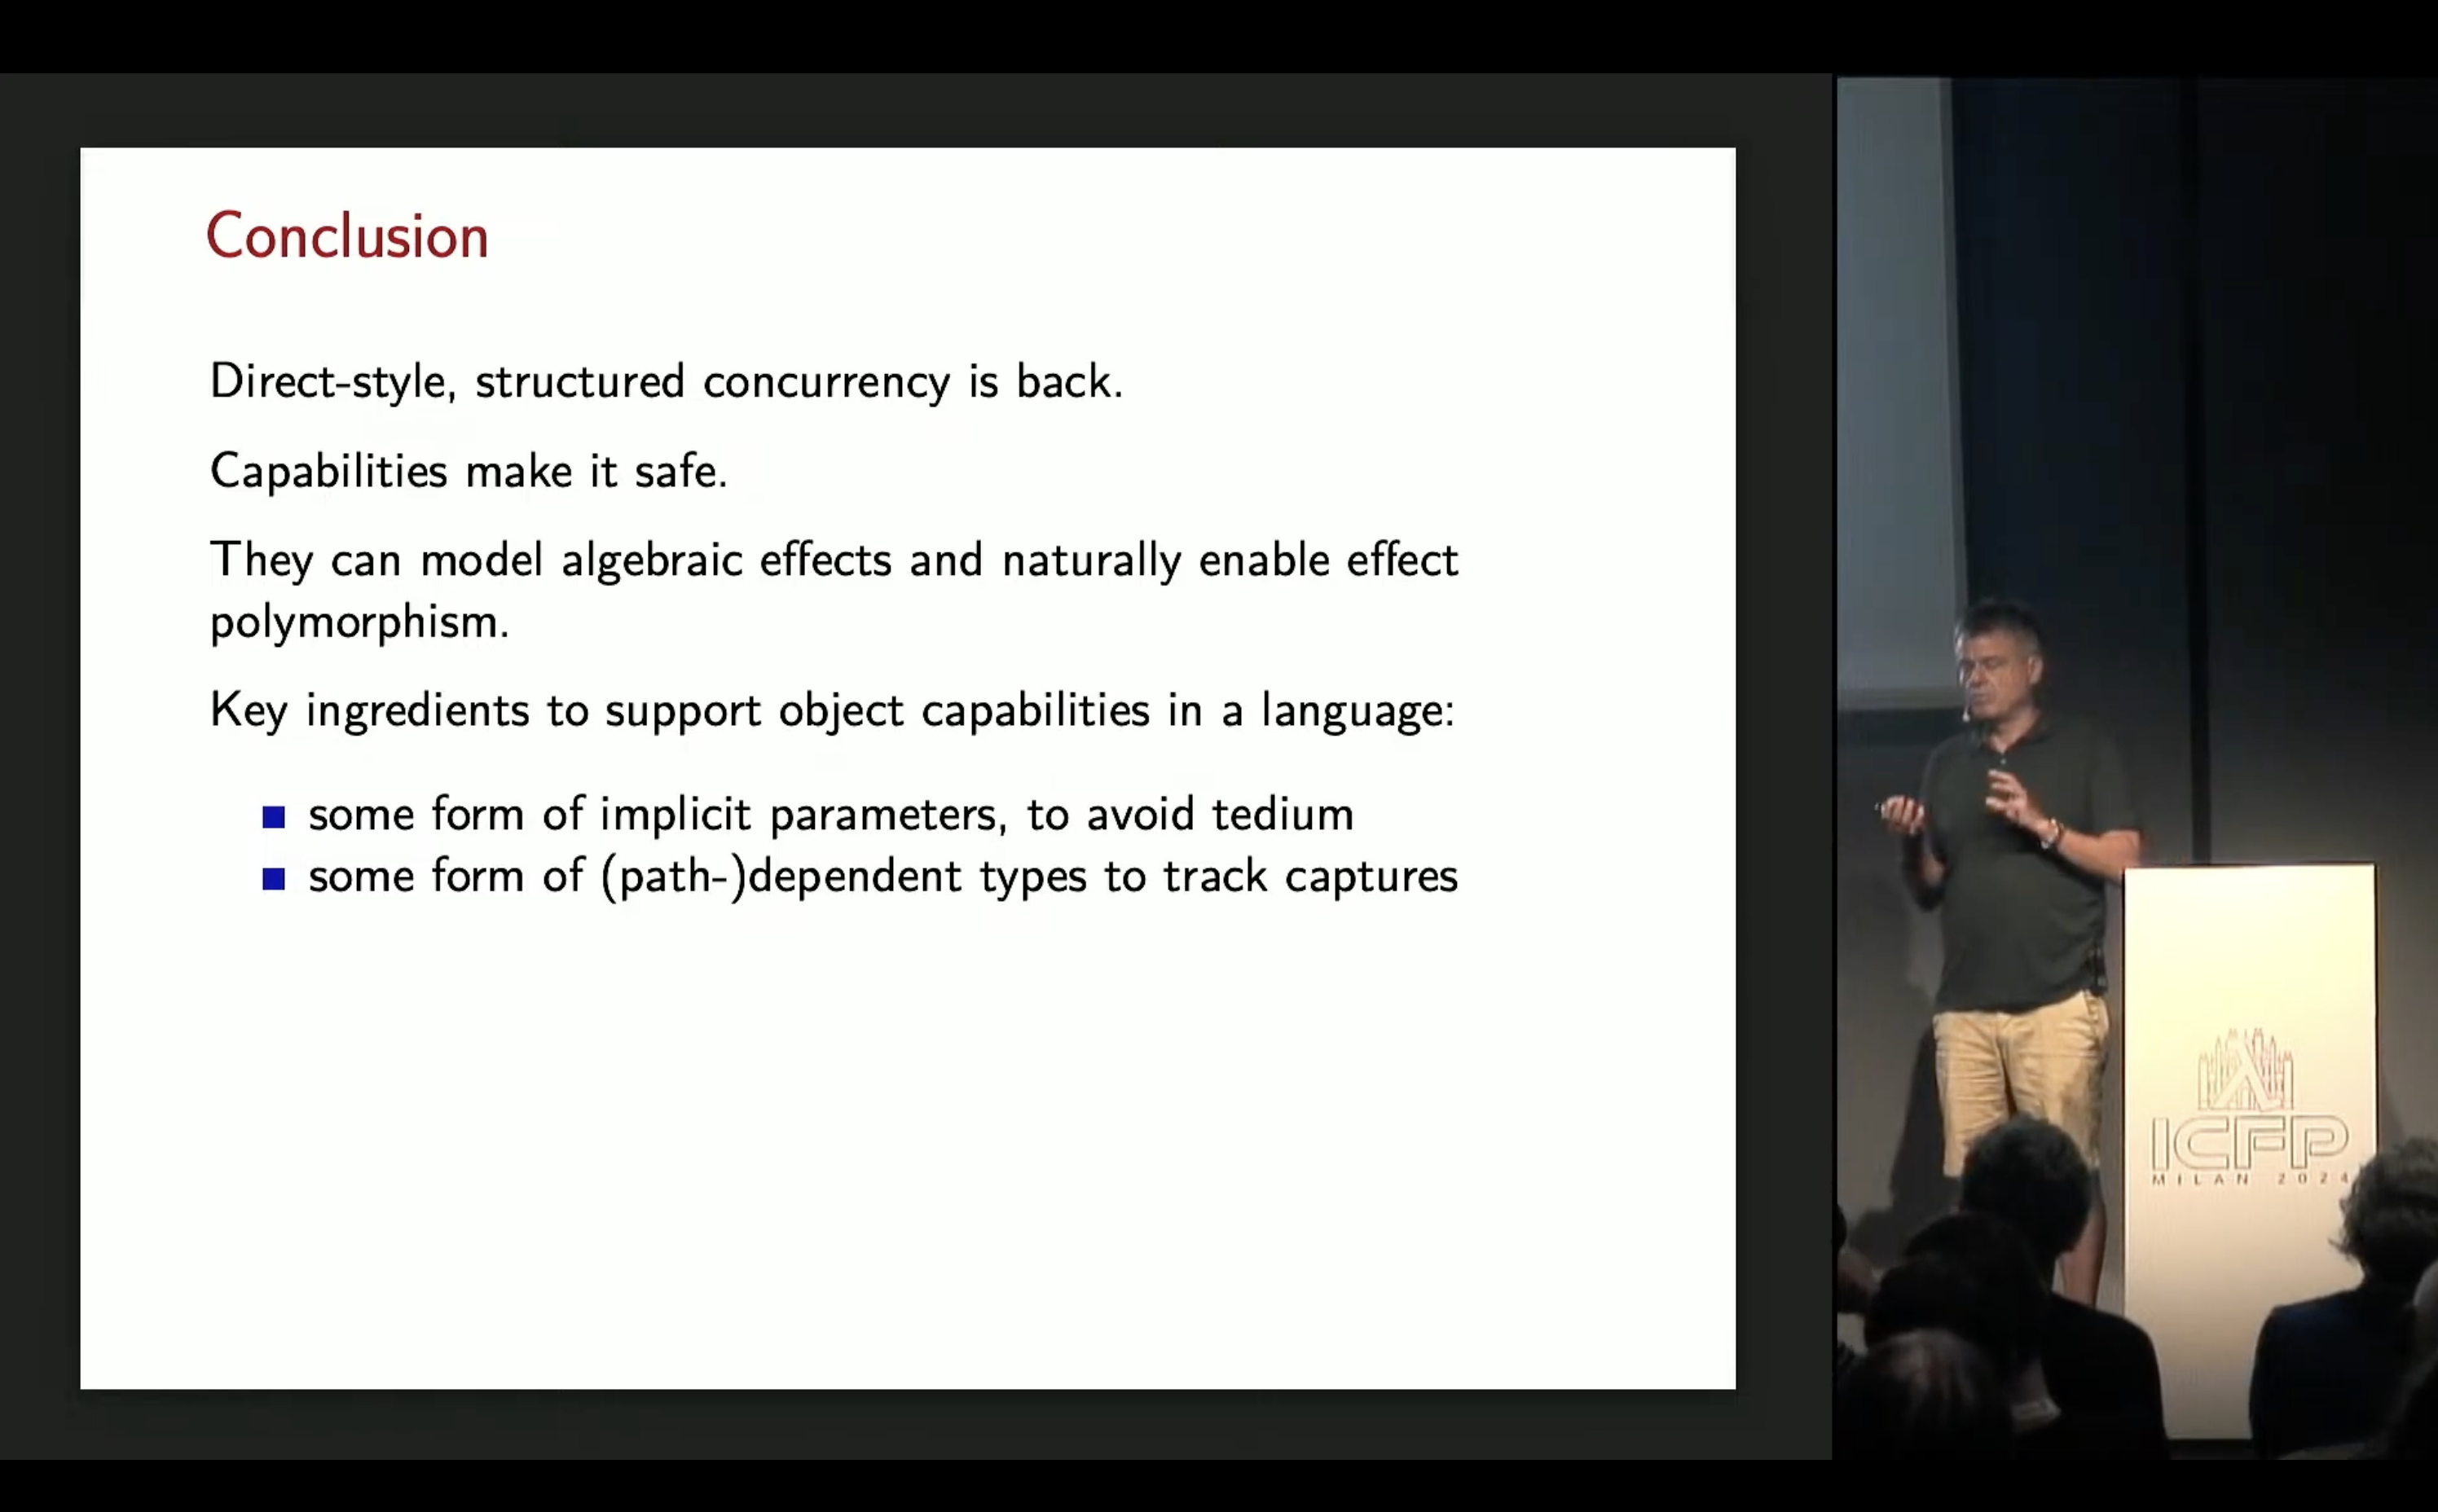 Conclusion
Direct-style, structured concurrency is back.
Capabilities make it safe.
They can model algebraic effects and naturally enable effect
polymorphism.
Key ingredients to support object capabilities in a language:
some form of implicit parameters, to avoid tedium
some form of (path-)dependent types to track captures
ICFP
MILAN 2024